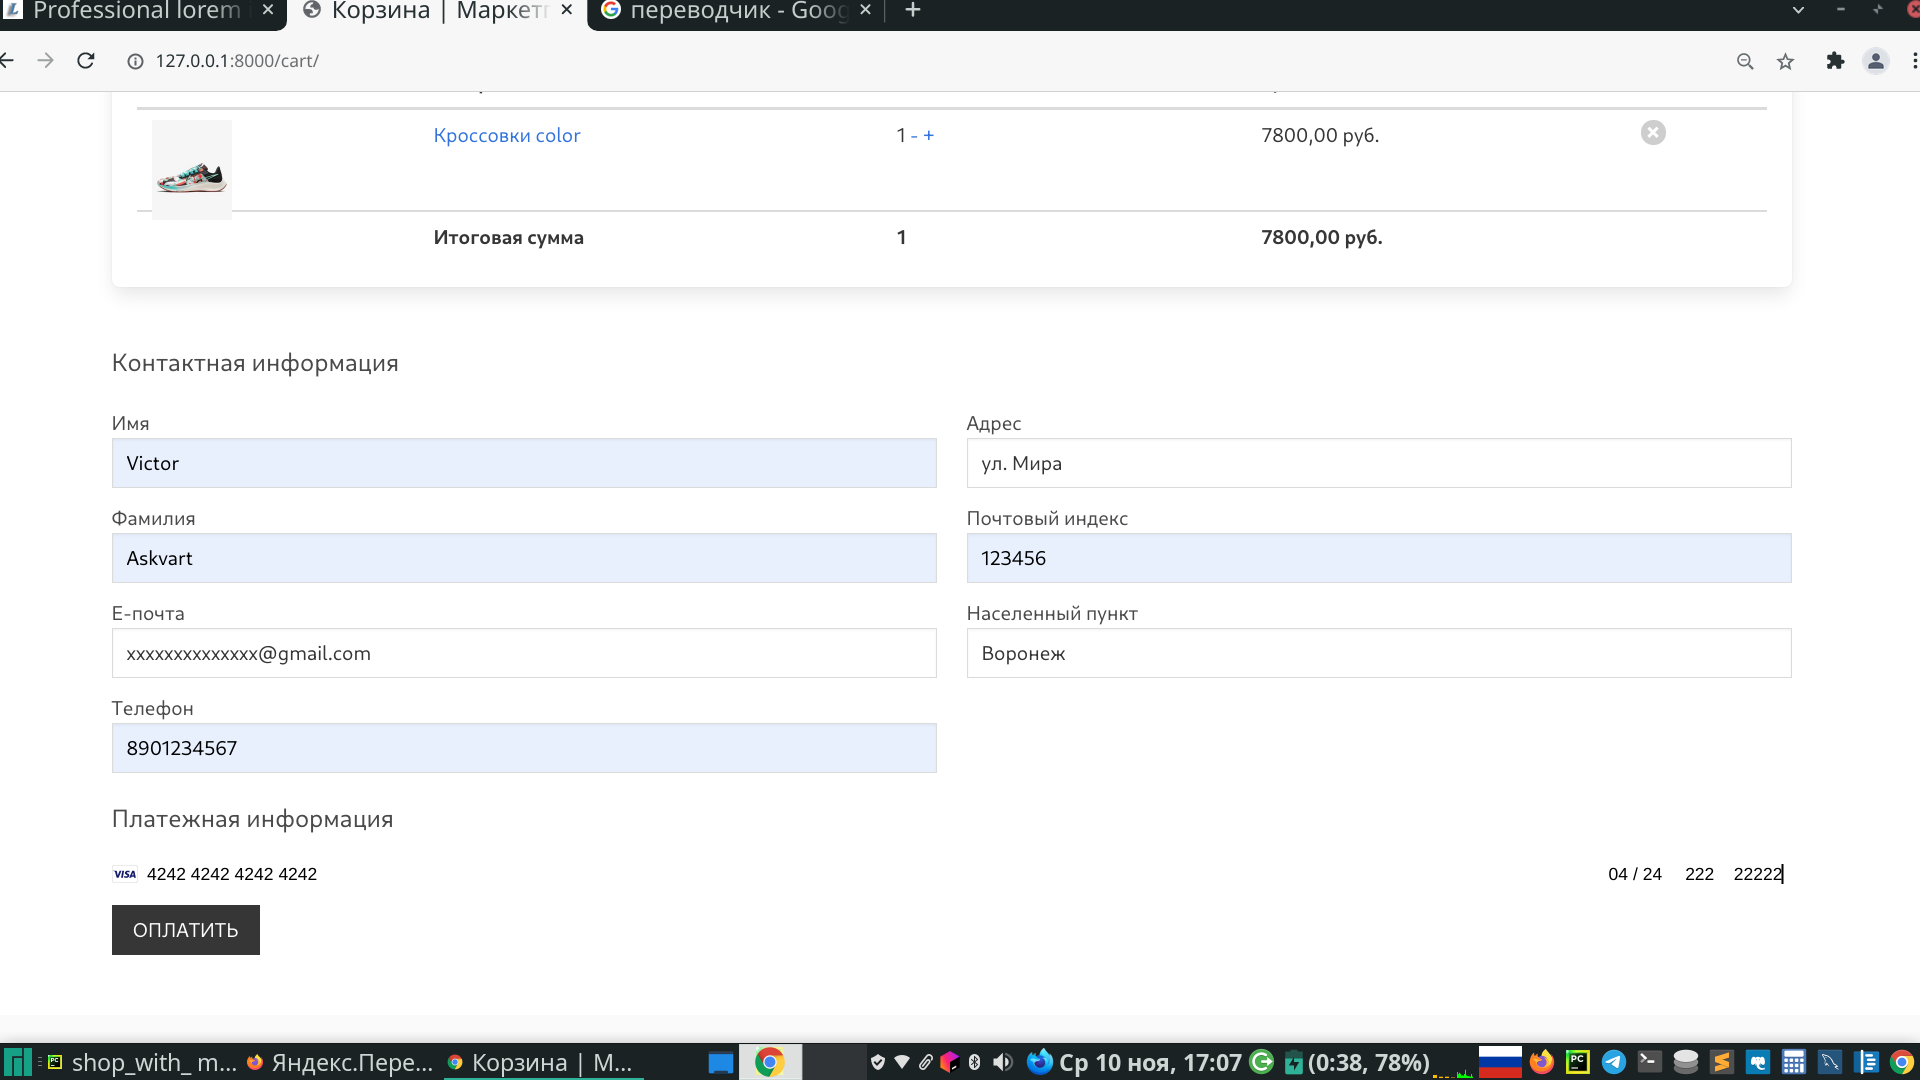 Professional lorem
Корзина | Маркетп
переводчик - Goog
127.0.0.1:8000/cart/
Кроссовки color
1 - +
7800,00 руб.
Итоговая сумма
1
7800,00 руб.
Контактная информация
Имя
Victor
Адрес
ул. Мира
Фамилия
Askvart
Почтовый индекс
123456
Е-почта
xxxxxxxxxxxxxx@gmail.com
Населенный пункт
Воронеж
Телефон
8901234567
Платежная информация
VISA 4242 4242 4242 4242
04 / 24 222 22222
ОПЛАТИТЬ
shop_with_ m...
Яндекс.Пере...
Корзина | М...
Ср 10 ноя, 17:07
(0:38, 78%)